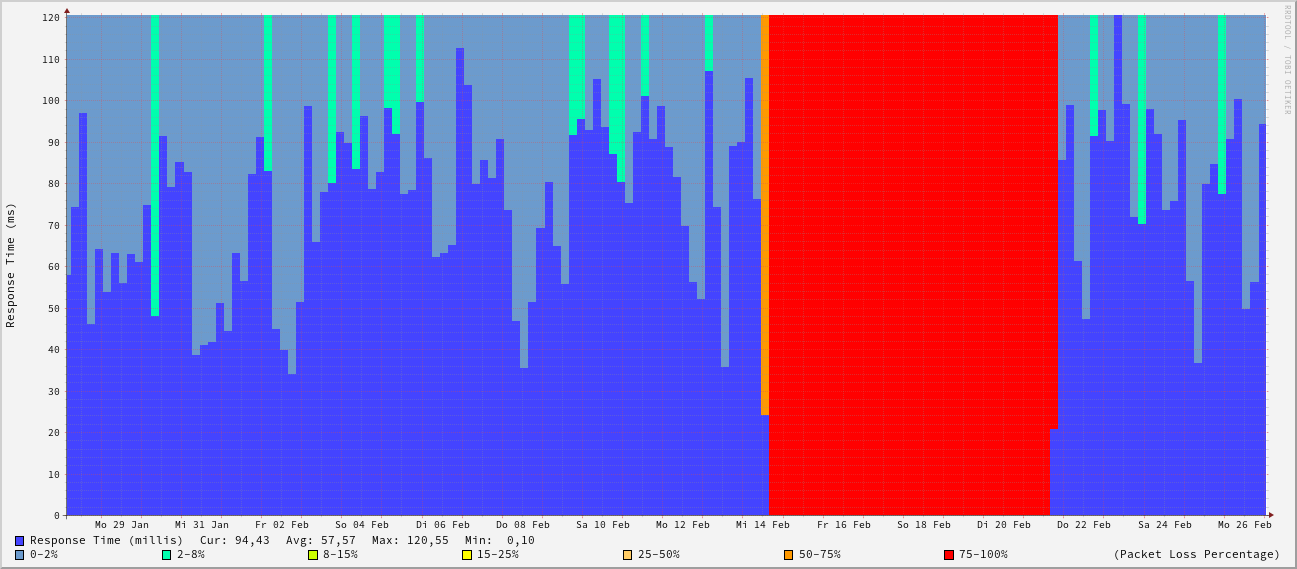 RRDTOOL / TOBI OETIKER
Response Time (ms)
120
110
100
90
80
70
60
50
40
30
20
10
0
Mo 29 Jan Mi 31 Jan Fr 02 Feb So 04 Feb Di 06 Feb Do 08 Feb Sa 10 Feb Mo 12 Feb Mi 14 Feb Fr 16 Feb So 18 Feb Di 20 Feb Do 22 Feb Sa 24 Feb Mo 26 Feb
Response Time (millis) Cur: 94,43 Avg: 57,57 Max: 120,55 Min: 0,10
0-2% 2-8% 8-15% 15-25% 25-50% 50-75% 75-100% (Packet Loss Percentage)